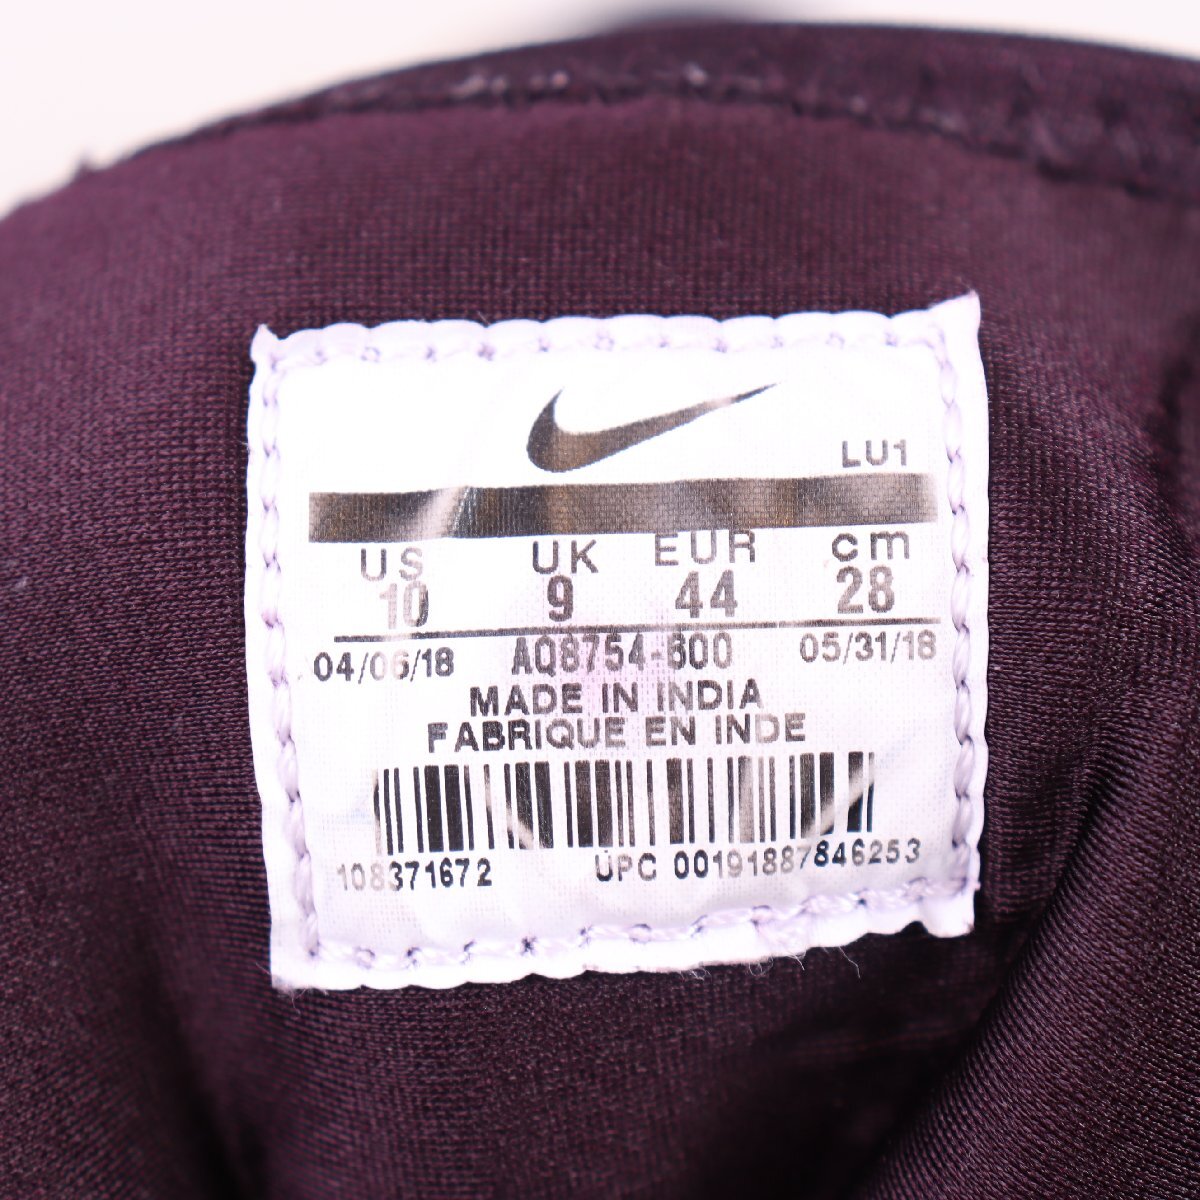 LU1
US UK EUR cm
10 9 44 28
04/06/18 AQ8754-600 05/31/18
MADE IN INDIA
FABRIQUE EN INDE
108371672 UPC 00191887846253